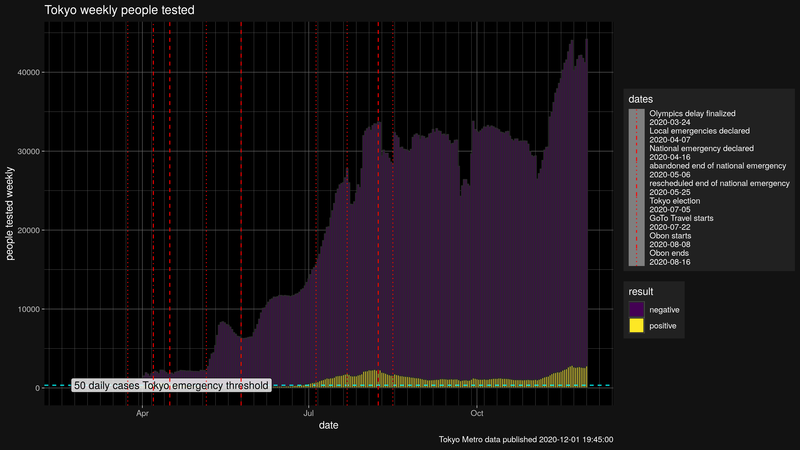 Tokyo weekly people tested
40000
30000
20000
10000
0
people tested weekly
50 daily cases Tokyo emergency threshold
Apr
Jul
Oct
date
dates
Olympics delay finalized
2020-03-24
Local emergencies declared
2020-04-07
National emergency declared
2020-04-16
abandoned end of national emergency
2020-05-06
rescheduled end of national emergency
2020-05-25
Tokyo election
2020-07-05
GoTo Travel starts
2020-07-22
Obon starts
2020-08-08
Obon ends
2020-08-16
result
negative
positive
Tokyo Metro data published 2020-12-01 19:45:00